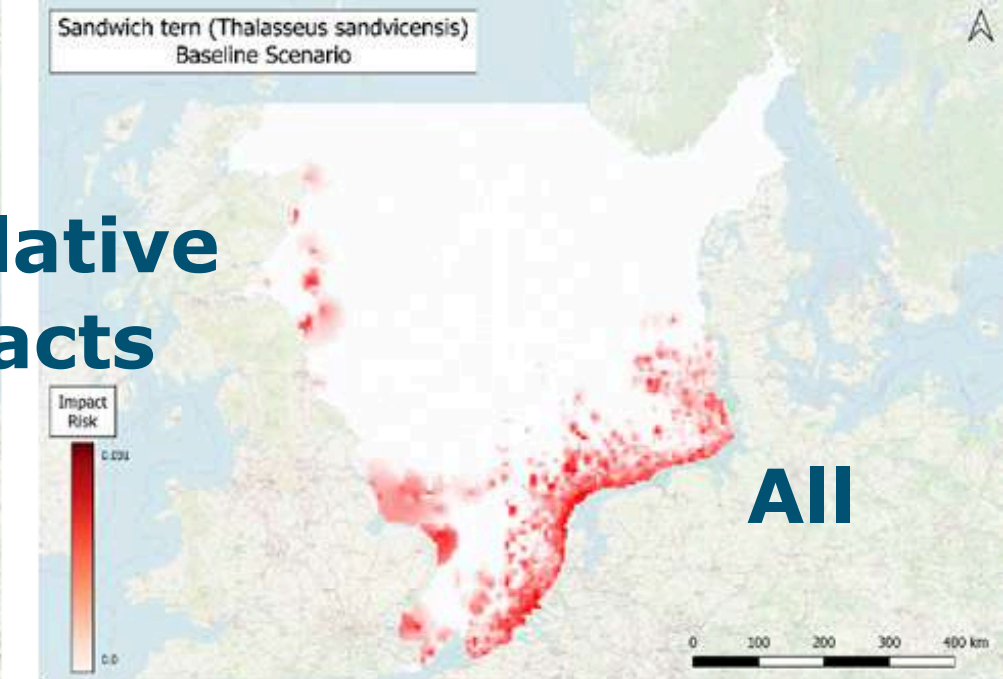 Sandwich tern (Thalasseus sandvicensis)
Baseline Scenario
lative
acts
Impact
Risk
0.0
All
0 100 200 300 400 km